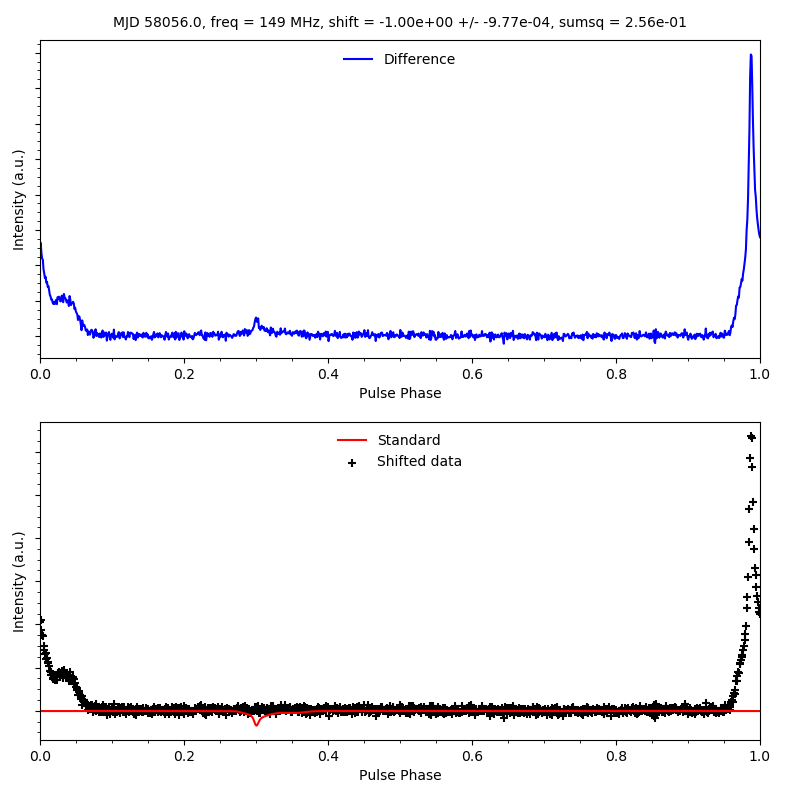 MJD 58056.0, freq = 149 MHz, shift = -1.00e+00 +/- -9.77e-04, sumsq = 2.56e-01
Difference
Intensity (a.u.)
0.0 0.2 0.4 0.6 0.8 1.0
Pulse Phase
Standard
Shifted data
Intensity (a.u.)
0.0 0.2 0.4 0.6 0.8 1.0
Pulse Phase